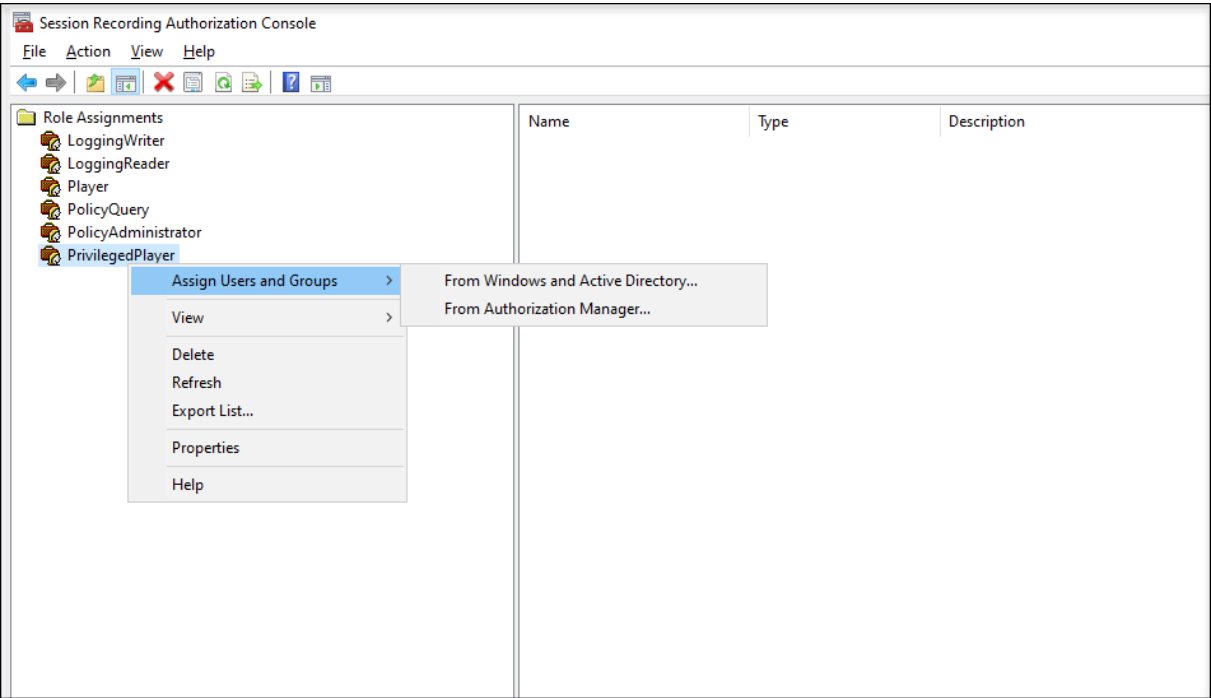 Session Recording Authorization Console
File Action View Help
Role Assignments
LoggingWriter
LoggingReader
Player
PolicyQuery
PolicyAdministrator
PrivilegedPlayer
Name Type Description
Assign Users and Groups >
From Windows and Active Directory...
From Authorization Manager...
View >
Delete
Refresh
Export List...
Properties
Help